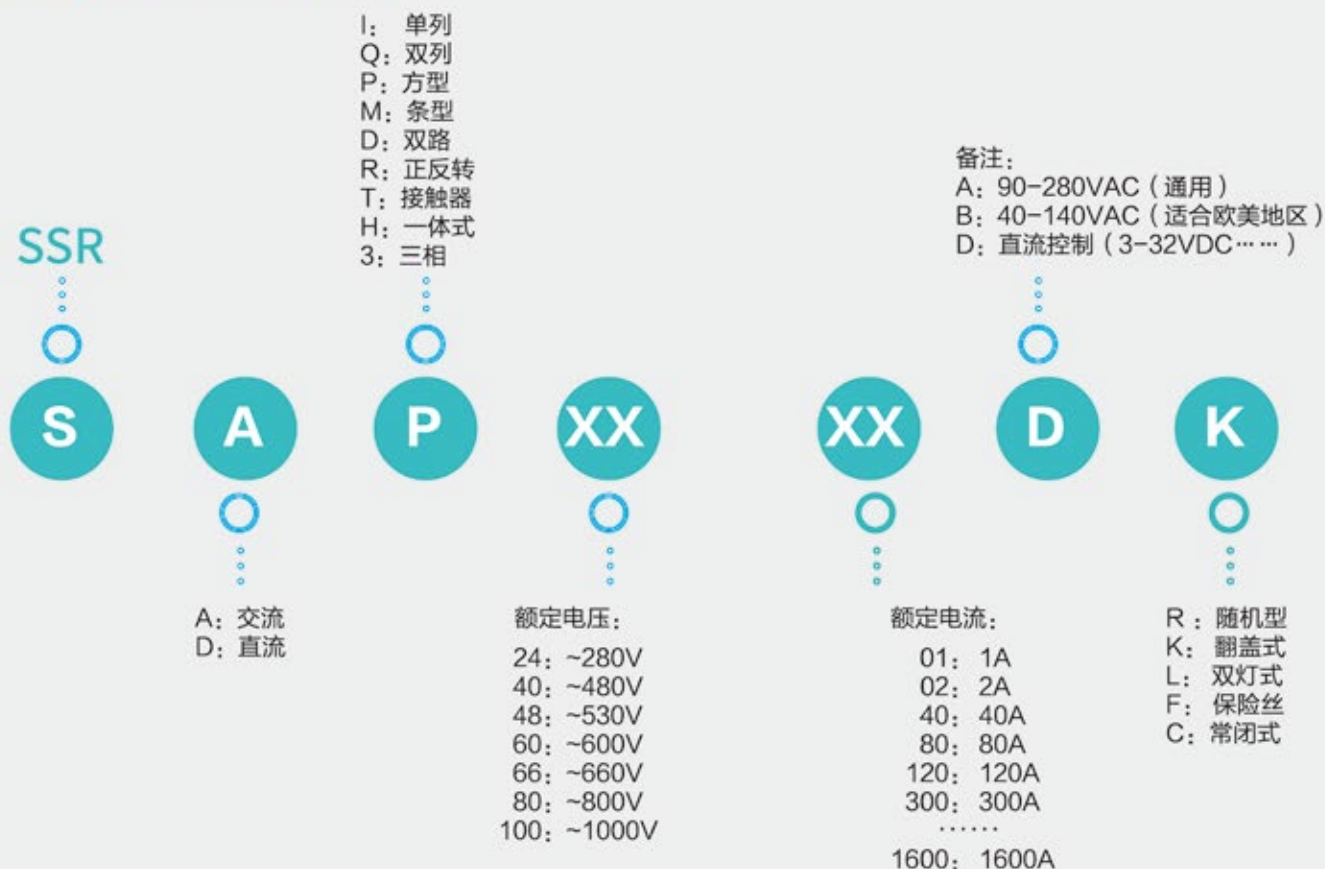 I： 单列
Q：双列
P：方型
M：条型
D：双路
R：正反转
T：接触器
H：一体式
3：三相
备注：
A：90-280VAC（通用）
B：40-140VAC（适合欧美地区）
D：直流控制（3-32VDC……）
SSR
S A P XX XX D K
A：交流
D：直流
额定电压：
24：~280V
40：~480V
48：~530V
60：~600V
66：~660V
80：~800V
100：~1000V
额定电流：
01：1A
02：2A
40：40A
80：80A
120：120A
300：300A
……
1600：1600A
R：随机型
K：翻盖式
L：双灯式
F：保险丝
C：常闭式